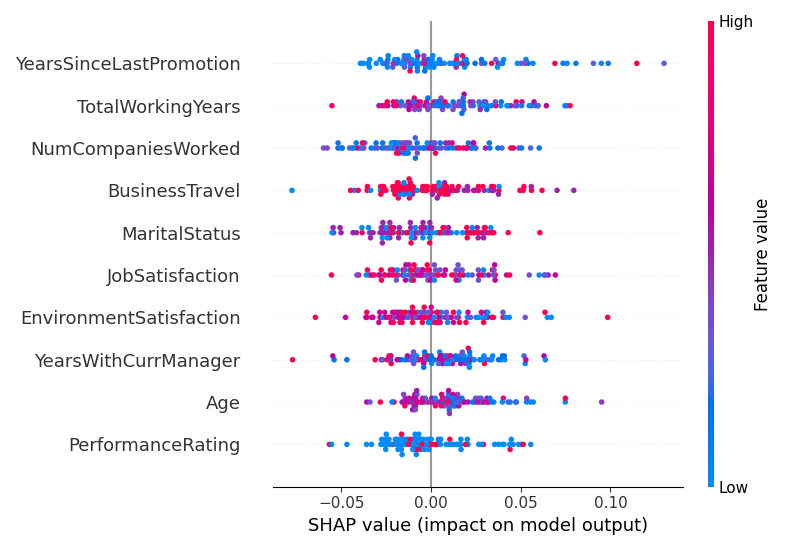 High
YearsSinceLastPromotion
TotalWorkingYears
NumCompaniesWorked
BusinessTravel
MaritalStatus
JobSatisfaction
EnvironmentSatisfaction
YearsWithCurrManager
Age
PerformanceRating
Feature value
Low
−0.05 0.00 0.05 0.10
SHAP value (impact on model output)